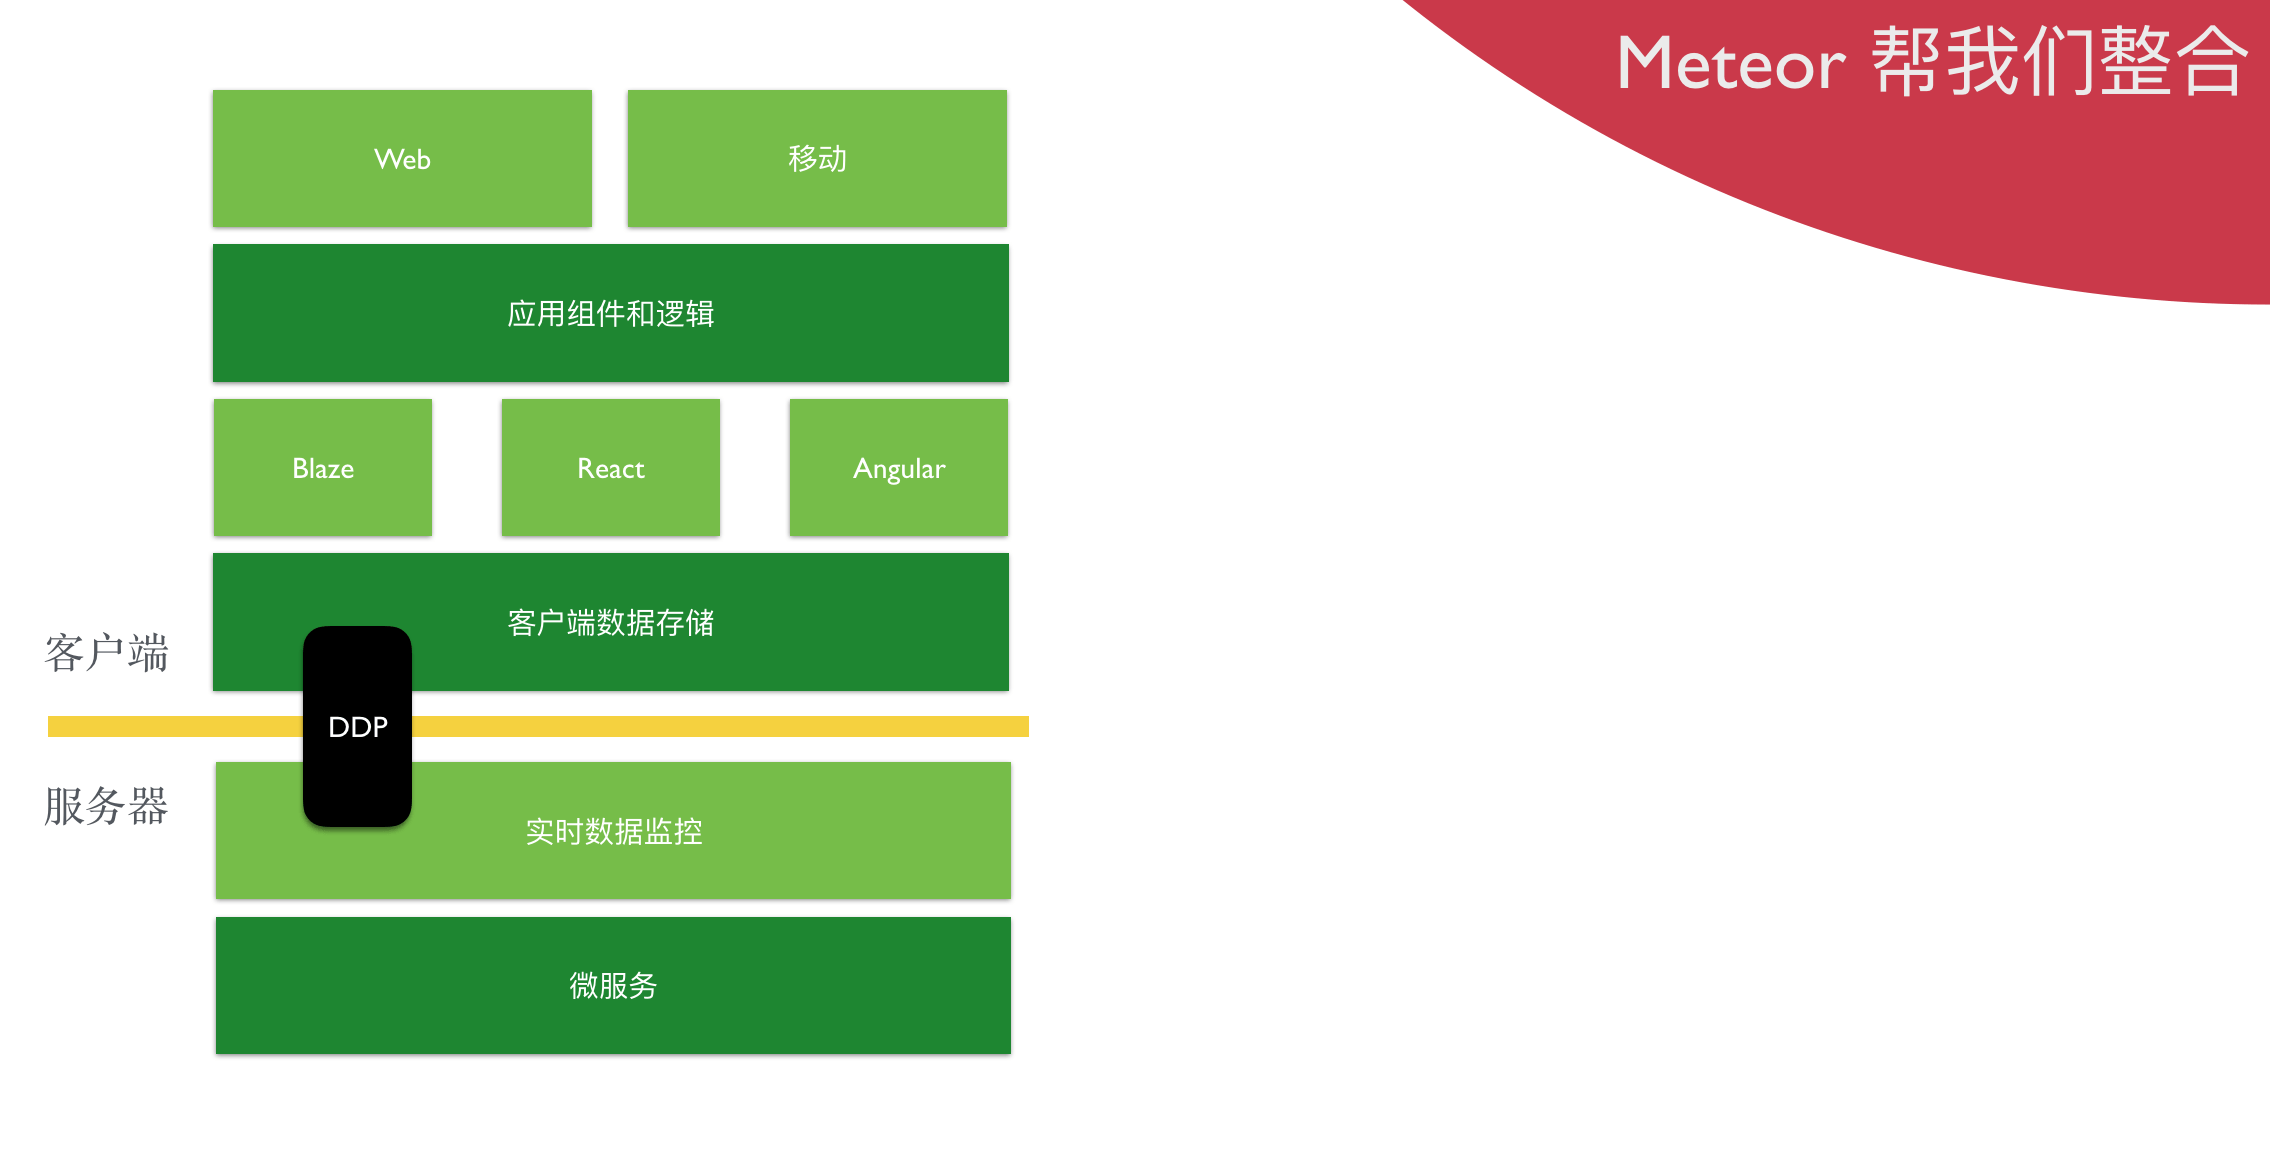 Meteor 帮我们整合
Web
移动
应用组件和逻辑
Blaze
React
Angular
客户端数据存储
客户端
DDP
服务器
实时数据监控
微服务